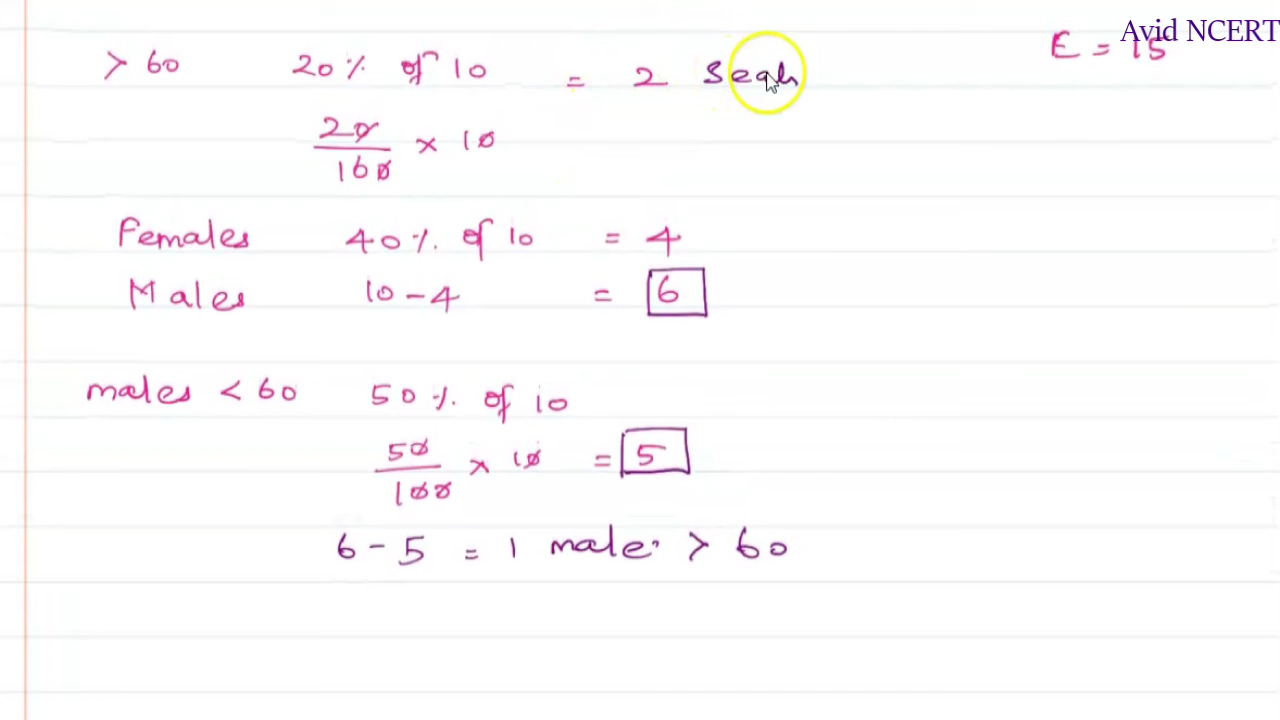 Avid NCERT
E = 15
> 60 20% of 10 = 2
20/100 × 10
Females 40% of 10 = 4
Males 10 - 4 = 6
males < 60 50% of 10
50/100 × 10 = 5
6 - 5 = 1 male > 60